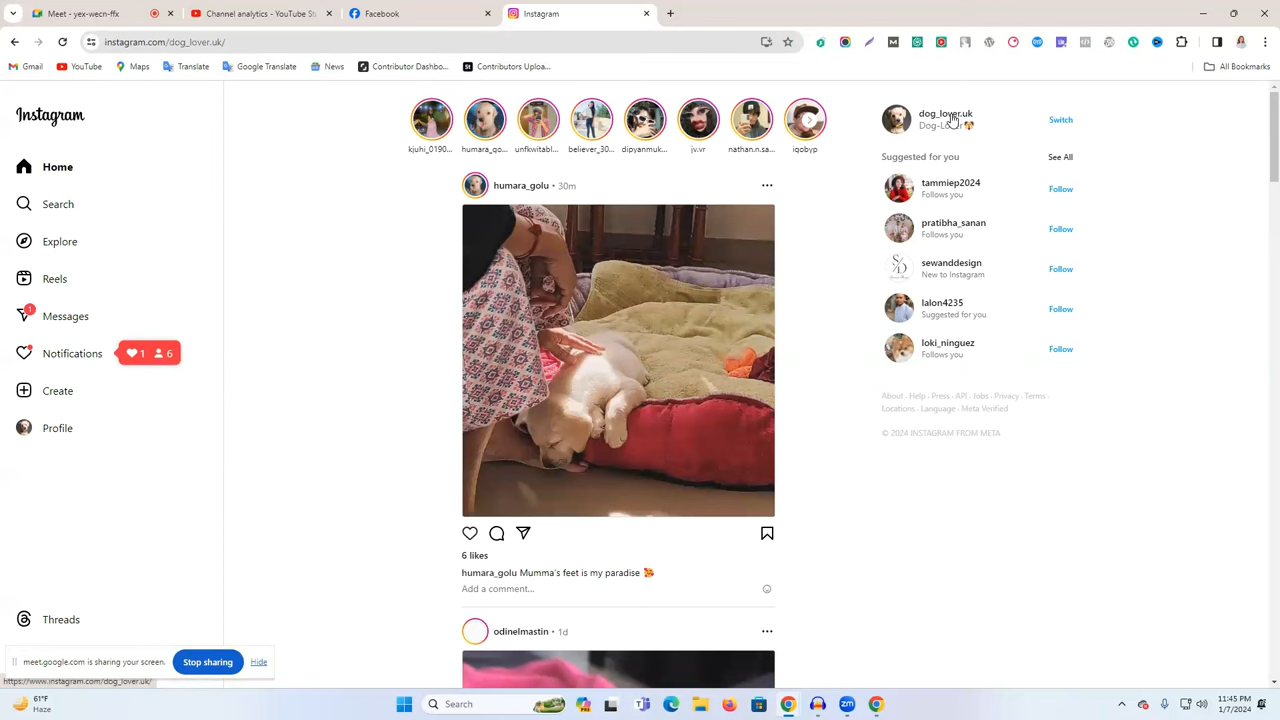 Meet – wen-neyn-ffx
Analytics - YouTube St
Channel content - YouTube Stud
Facebook
Instagram
instagram.com/dog_lover.uk/
Gmail
YouTube
Maps
Translate
Google Translate
News
Contributor Dashbo...
Contributors Uploa...
All Bookmarks
Instagram
Home
Search
Explore
Reels
1
Messages
Notifications
1 6
Create
Profile
Threads
kjuhi_0190...
humara_go...
unfkwitabl...
believer_30...
dipyanmuk...
jv.vr
nathan.n.sa...
iqobyp
humara_golu • 30m
6 likes
humara_golu Mumma's feet is my paradise 🥰
Add a comment...
odinelmastin • 1d
dog_lover.uk
Switch
Suggested for you
See All
tammiep2024
Follows you
Follow
pratibha_sanan
Follows you
Follow
S/D
sewanddesign
New to Instagram
Follow
lalon4235
Suggested for you
Follow
loki_ninguez
Follows you
Follow
About · Help · Press · API · Jobs · Privacy · Terms ·
Locations · Language · Meta Verified
© 2024 INSTAGRAM FROM META
meet.google.com is sharing your screen.
Stop sharing
Hide
https://www.instagram.com/dog_lover.uk/
61°F
Haze
Search
11:45 PM
1/7/2024